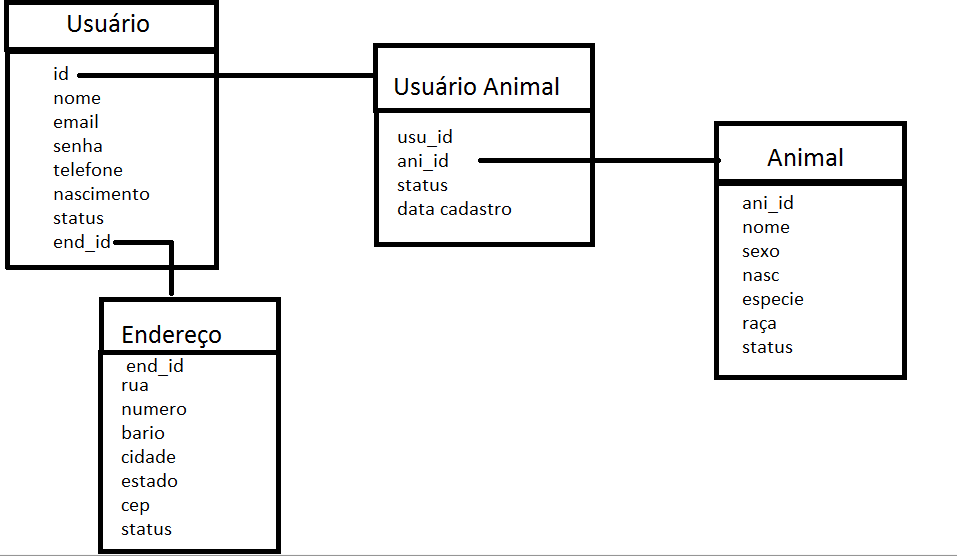 Usuário
id
nome
email
senha
telefone
nascimento
status
end_id
Usuário Animal
usu_id
ani_id
status
data cadastro
Animal
ani_id
nome
sexo
nasc
especie
raça
status
Endereço
end_id
rua
numero
bario
cidade
estado
cep
status